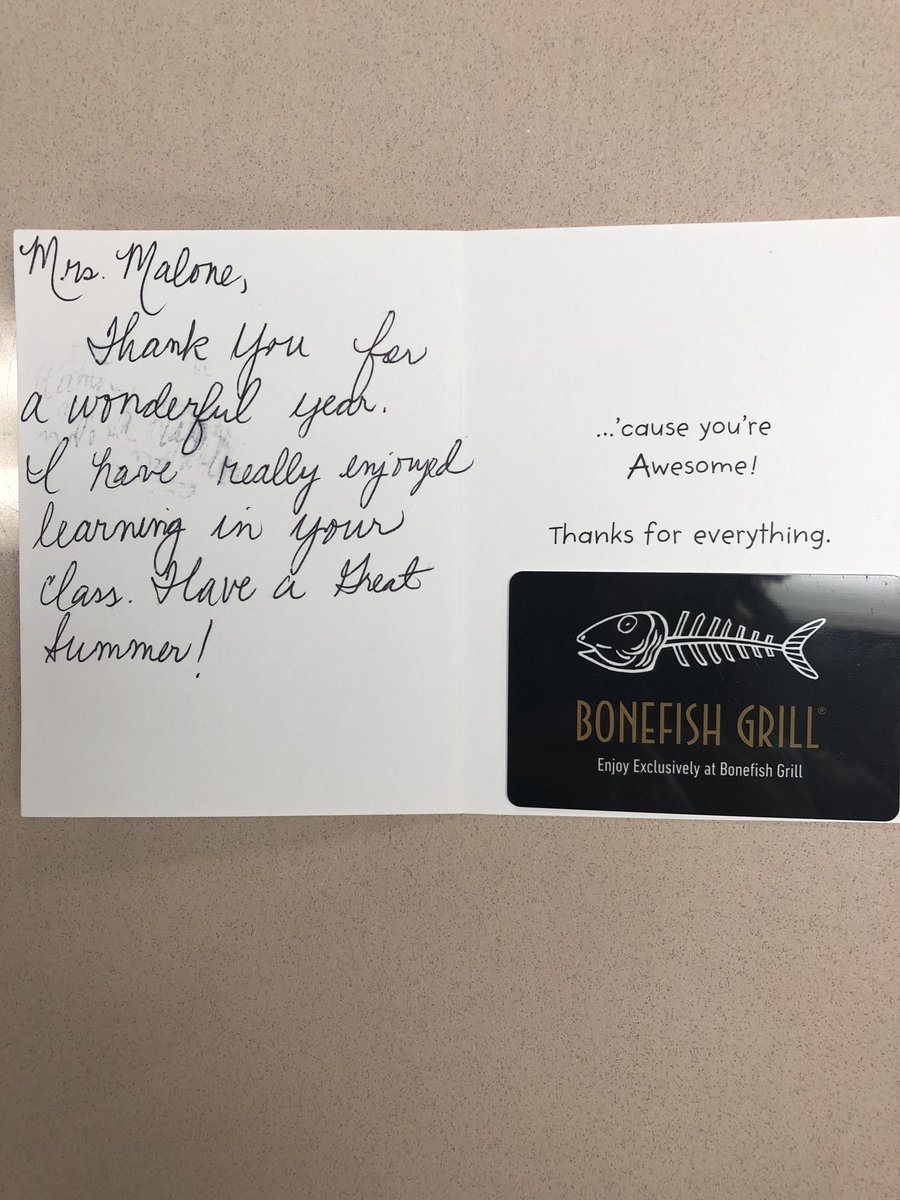 Mrs. Malone,
Thank You for
a wonderful year.
I have really enjoyed
learning in your
class. Have a Great
Summer!
...'cause you're
Awesome!
Thanks for everything.
BONEFISH GRILL®
Enjoy Exclusively at Bonefish Grill